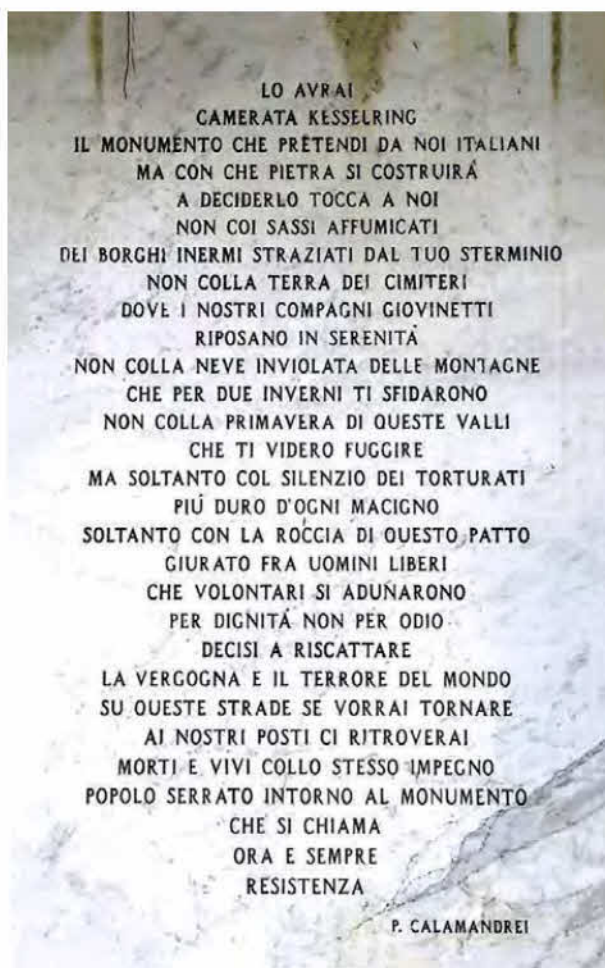 LO AVRAI
CAMERATA KESSELRING
IL MONUMENTO CHE PRETENDI DA NOI ITALIANI
MA CON CHE PIETRA SI COSTRUIRÁ
A DECIDERLO TOCCA A NOI
NON COI SASSI AFFUMICATI
DEI BORGHI INERMI STRAZIATI DAL TUO STERMINIO
NON COLLA TERRA DEI CIMITERI
DOVE I NOSTRI COMPAGNI GIOVINETTI
RIPOSANO IN SERENITÁ
NON COLLA NEVE INVIOLATA DELLE MONTAGNE
CHE PER DUE INVERNI TI SFIDARONO
NON COLLA PRIMAVERA DI QUESTE VALLI
CHE TI VIDERO FUGGIRE
MA SOLTANTO COL SILENZIO DEI TORTURATI
PIÚ DURO D'OGNI MACIGNO
SOLTANTO CON LA ROCCIA DI QUESTO PATTO
GIURATO FRA UOMINI LIBERI
CHE VOLONTARI SI ADUNARONO
PER DIGNITÁ NON PER ODIO
DECISI A RISCATTARE
LA VERGOGNA E IL TERRORE DEL MONDO
SU QUESTE STRADE SE VORRAI TORNARE
AI NOSTRI POSTI CI RITROVERAI
MORTI E VIVI COLLO STESSO IMPEGNO
POPOLO SERRATO INTORNO AL MONUMENTO
CHE SI CHIAMA
ORA E SEMPRE
RESISTENZA
P. CALAMANDREI